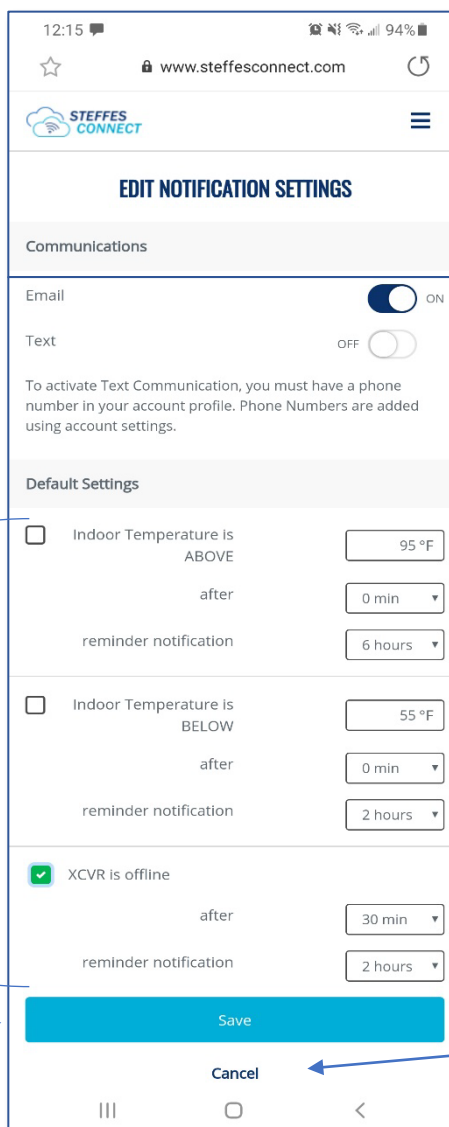 12:15 94%
www.steffesconnect.com
STEFFES
CONNECT
EDIT NOTIFICATION SETTINGS
Communications
Email ON
Text OFF
To activate Text Communication, you must have a phone
number in your account profile. Phone Numbers are added
using account settings.
Default Settings
Indoor Temperature is
ABOVE 95 °F
after 0 min
reminder notification 6 hours
Indoor Temperature is
BELOW 55 °F
after 0 min
reminder notification 2 hours
XCVR is offline
after 30 min
reminder notification 2 hours
Save
Cancel